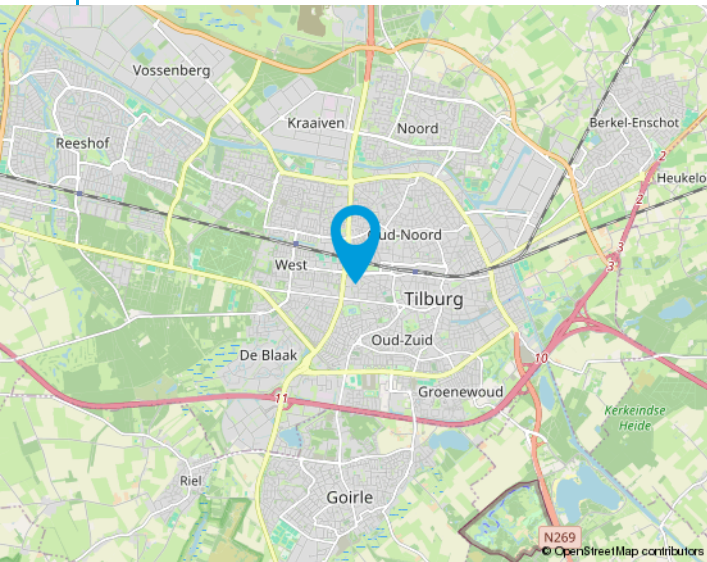 Vossenberg
Kraaiven
Noord
Berkel-Enschot
Reeshof
2
Heukelo
2
Oud-Noord
3
3
West
Tilburg
Oud-Zuid
De Blaak
10
Groenewoud
11
Kerkeindse
Heide
Riel
Goirle
N269
© OpenStreetMap contributors